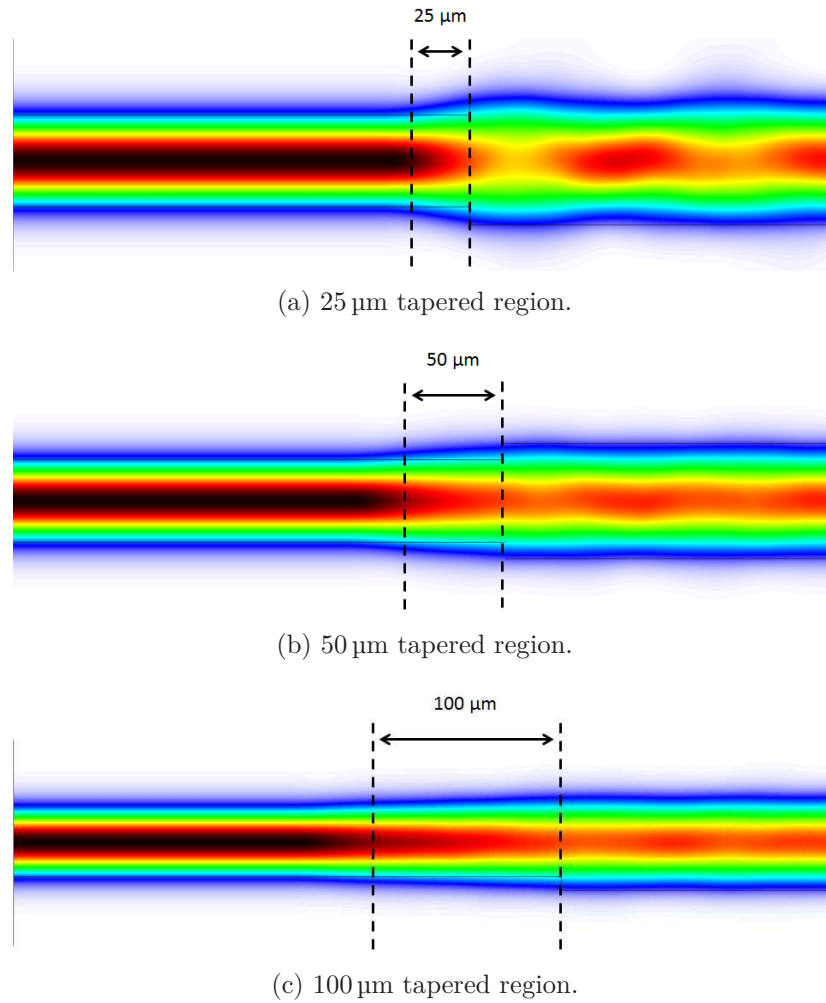 25 µm
(a) 25 µm tapered region.
50 µm
(b) 50 µm tapered region.
100 µm
(c) 100 µm tapered region.